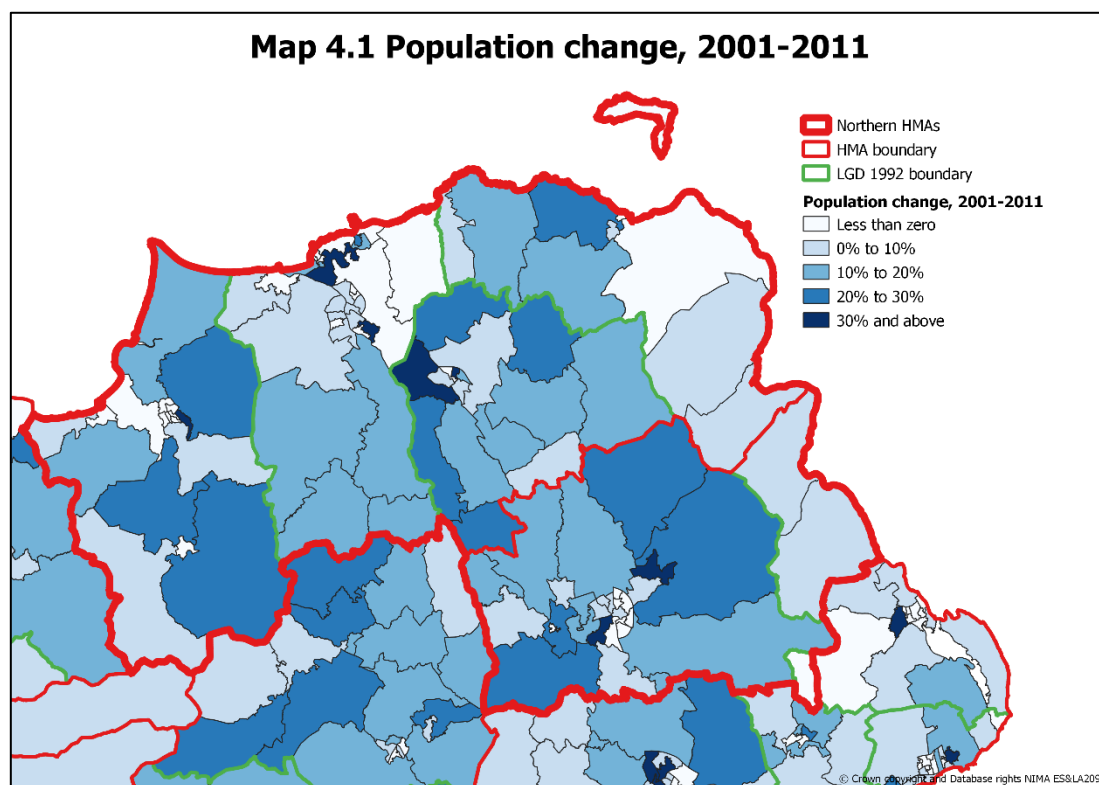 Map 4.1 Population change, 2001-2011
Northern HMAs
HMA boundary
LGD 1992 boundary
Population change, 2001-2011
Less than zero
0% to 10%
10% to 20%
20% to 30%
30% and above
© Crown copyright and Database rights NIMA ES&LA209